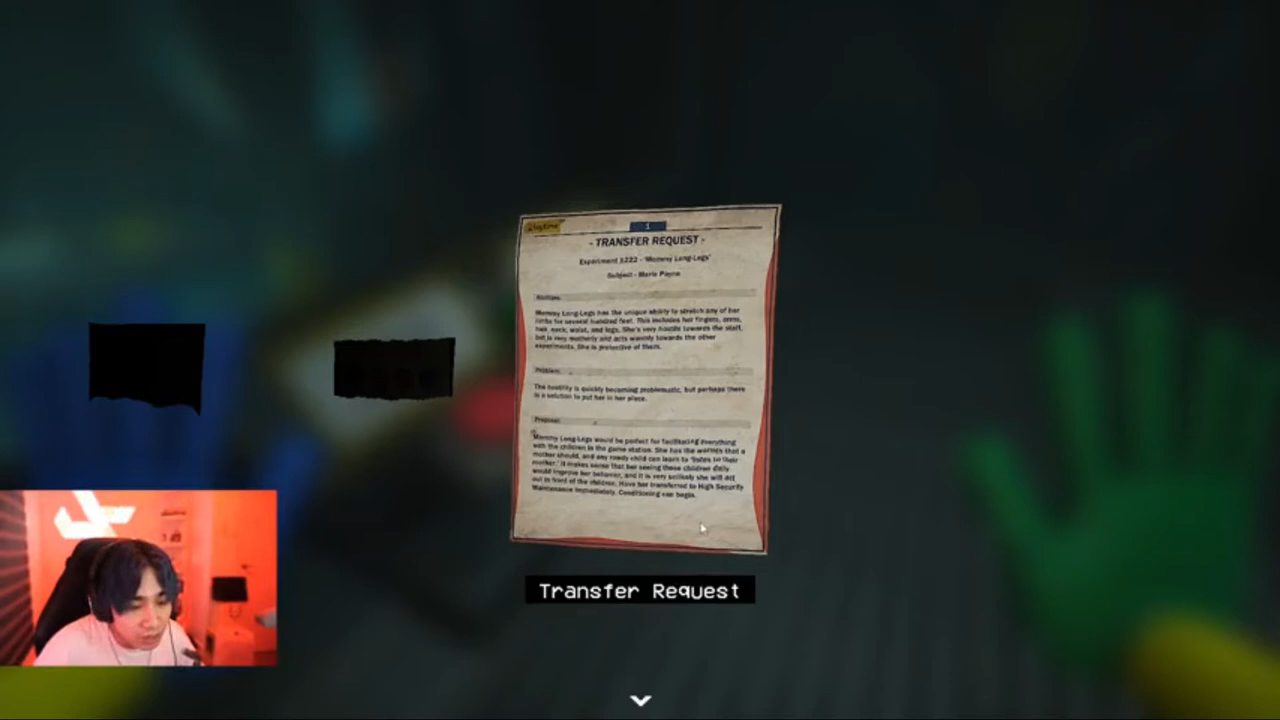 Playtime
1
- TRANSFER REQUEST -
Experiment 1222 - 'Mommy Long-Legs'
Subject - Marie Payne
Abilities:
Mommy Long-Legs has the unique ability to stretch any of her
limbs for several hundred feet. This includes her fingers, arms,
hair, neck, waist, and legs. She's very hostile towards the staff,
but is very motherly and acts warmly towards the other
experiments. She is protective of them.
Problem:
The hostility is quickly becoming problematic, but perhaps there
is a solution to put her in her place.
Proposal:
Mommy Long-Legs would be perfect for facilitating everything
with the children in the game station. She has the warmth that a
mother should, and any rowdy child can learn to 'listen to their
mother.' It makes sense that her seeing these children daily
would improve her behavior, and it is very unlikely she will act
out in front of the children. Have her transferred to High Security
Maintenance immediately. Conditioning can begin.
Transfer Request